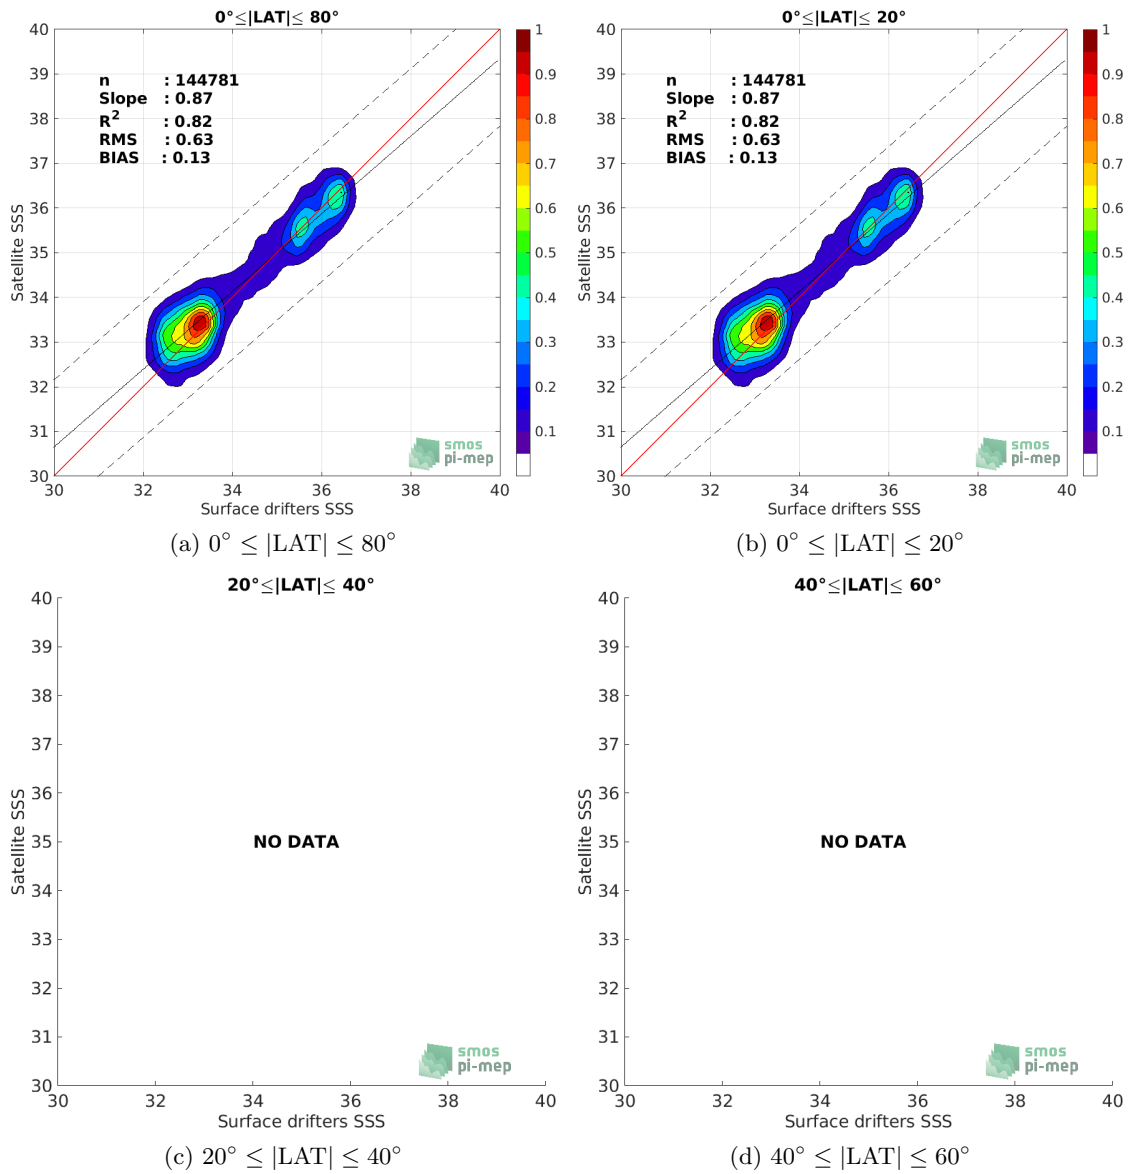 0°≤|LAT|≤ 80°
40
39
38
37
36
35
34
33
32
31
30
Satellite SSS
n : 144781
Slope : 0.87
R² : 0.82
RMS : 0.63
BIAS : 0.13
smos
pi-mep
30 32 34 36 38 40
Surface drifters SSS
1
0.9
0.8
0.7
0.6
0.5
0.4
0.3
0.2
0.1
(a) 0° ≤ |LAT| ≤ 80°
0°≤|LAT|≤ 20°
40
39
38
37
36
35
34
33
32
31
30
Satellite SSS
n : 144781
Slope : 0.87
R² : 0.82
RMS : 0.63
BIAS : 0.13
smos
pi-mep
30 32 34 36 38 40
Surface drifters SSS
1
0.9
0.8
0.7
0.6
0.5
0.4
0.3
0.2
0.1
(b) 0° ≤ |LAT| ≤ 20°
20°≤|LAT|≤ 40°
40
39
38
37
36
35
34
33
32
31
30
Satellite SSS
NO DATA
smos
pi-mep
30 32 34 36 38 40
Surface drifters SSS
(c) 20° ≤ |LAT| ≤ 40°
40°≤|LAT|≤ 60°
40
39
38
37
36
35
34
33
32
31
30
Satellite SSS
NO DATA
smos
pi-mep
30 32 34 36 38 40
Surface drifters SSS
(d) 40° ≤ |LAT| ≤ 60°